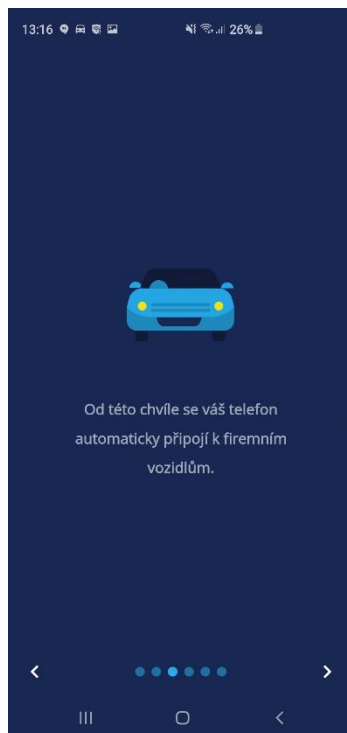 13:16 26%
Od této chvíle se váš telefon
automaticky připojí k firemním
vozidlům.